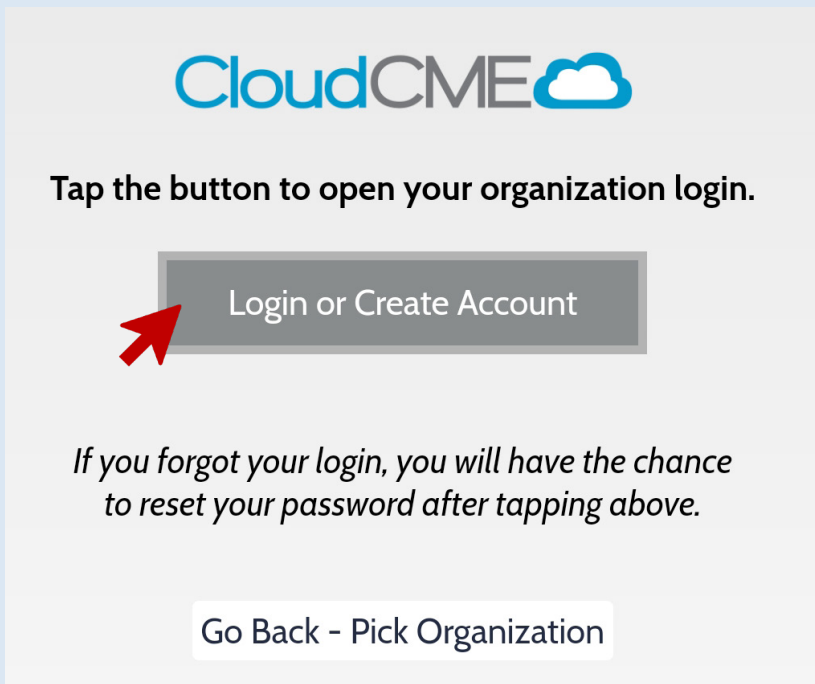 CloudCME
Tap the button to open your organization login.
Login or Create Account
If you forgot your login, you will have the chance
to reset your password after tapping above.
Go Back - Pick Organization